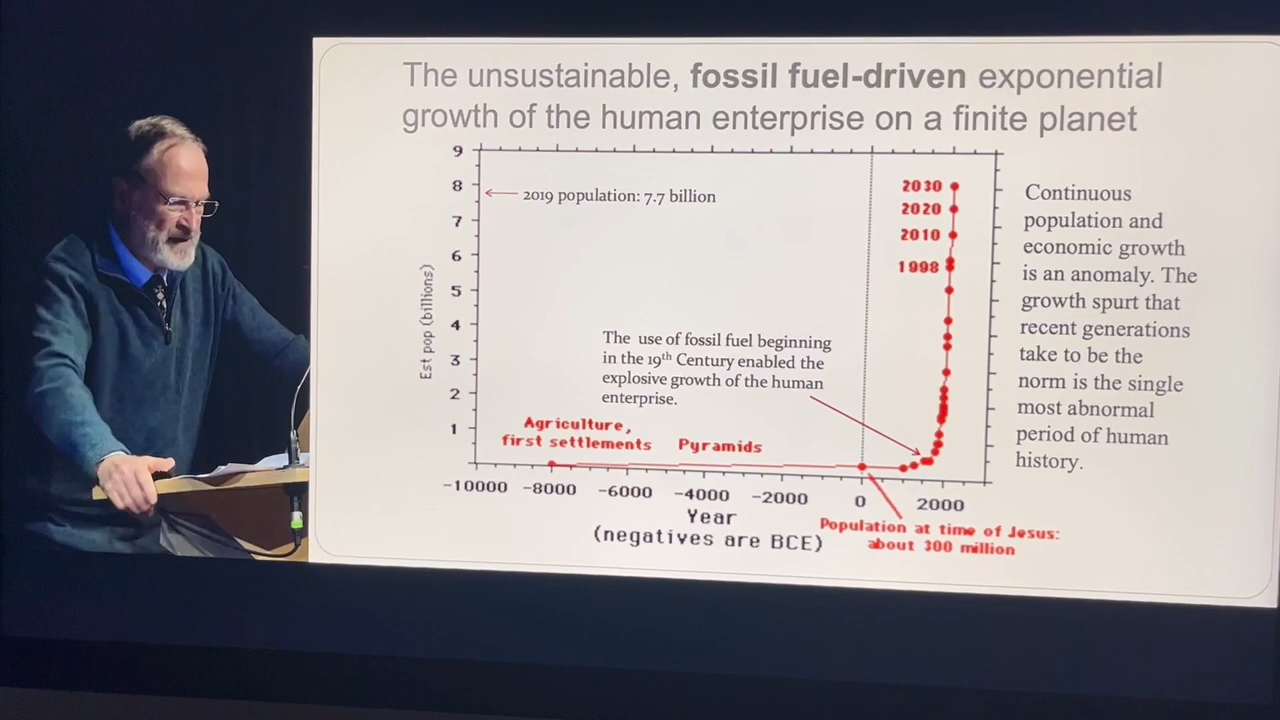 The unsustainable, fossil fuel-driven exponential
growth of the human enterprise on a finite planet
9
8
7
6
5
4
3
2
1
Est pop (billions)
2019 population: 7.7 billion
2030
2020
2010
1998
The use of fossil fuel beginning
in the 19th Century enabled the
explosive growth of the human
enterprise.
Agriculture,
first settlements
Pyramids
-10000 -8000 -6000 -4000 -2000 0 2000
Year
(negatives are BCE)
Population at time of Jesus:
about 300 million
Continuous
population and
economic growth
is an anomaly. The
growth spurt that
recent generations
take to be the
norm is the single
most abnormal
period of human
history.